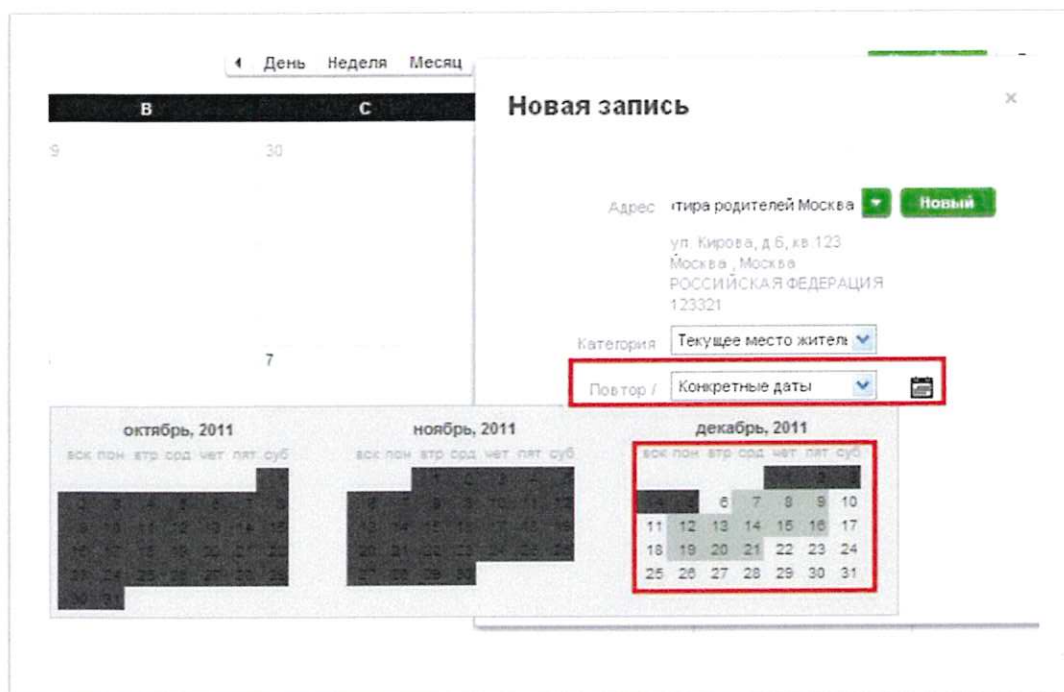 День Неделя Месяц
В С
Новая запись ×
9 30
Адрес тира родителей Москва Новый
ул. Кирова, д.6, кв.123
Москва , Москва
РОССИЙСКАЯ ФЕДЕРАЦИЯ
123321
Категория Текущее место житель
7
Повтор / Конкретные даты
октябрь, 2011 ноябрь, 2011 декабрь, 2011
вск пон втр срд чет пят суб вск пон втр срд чет пят суб вск пон втр срд чет пят суб
6 7 8 9 10
11 12 13 14 15 16 17
18 19 20 21 22 23 24
25 26 27 28 29 30 31